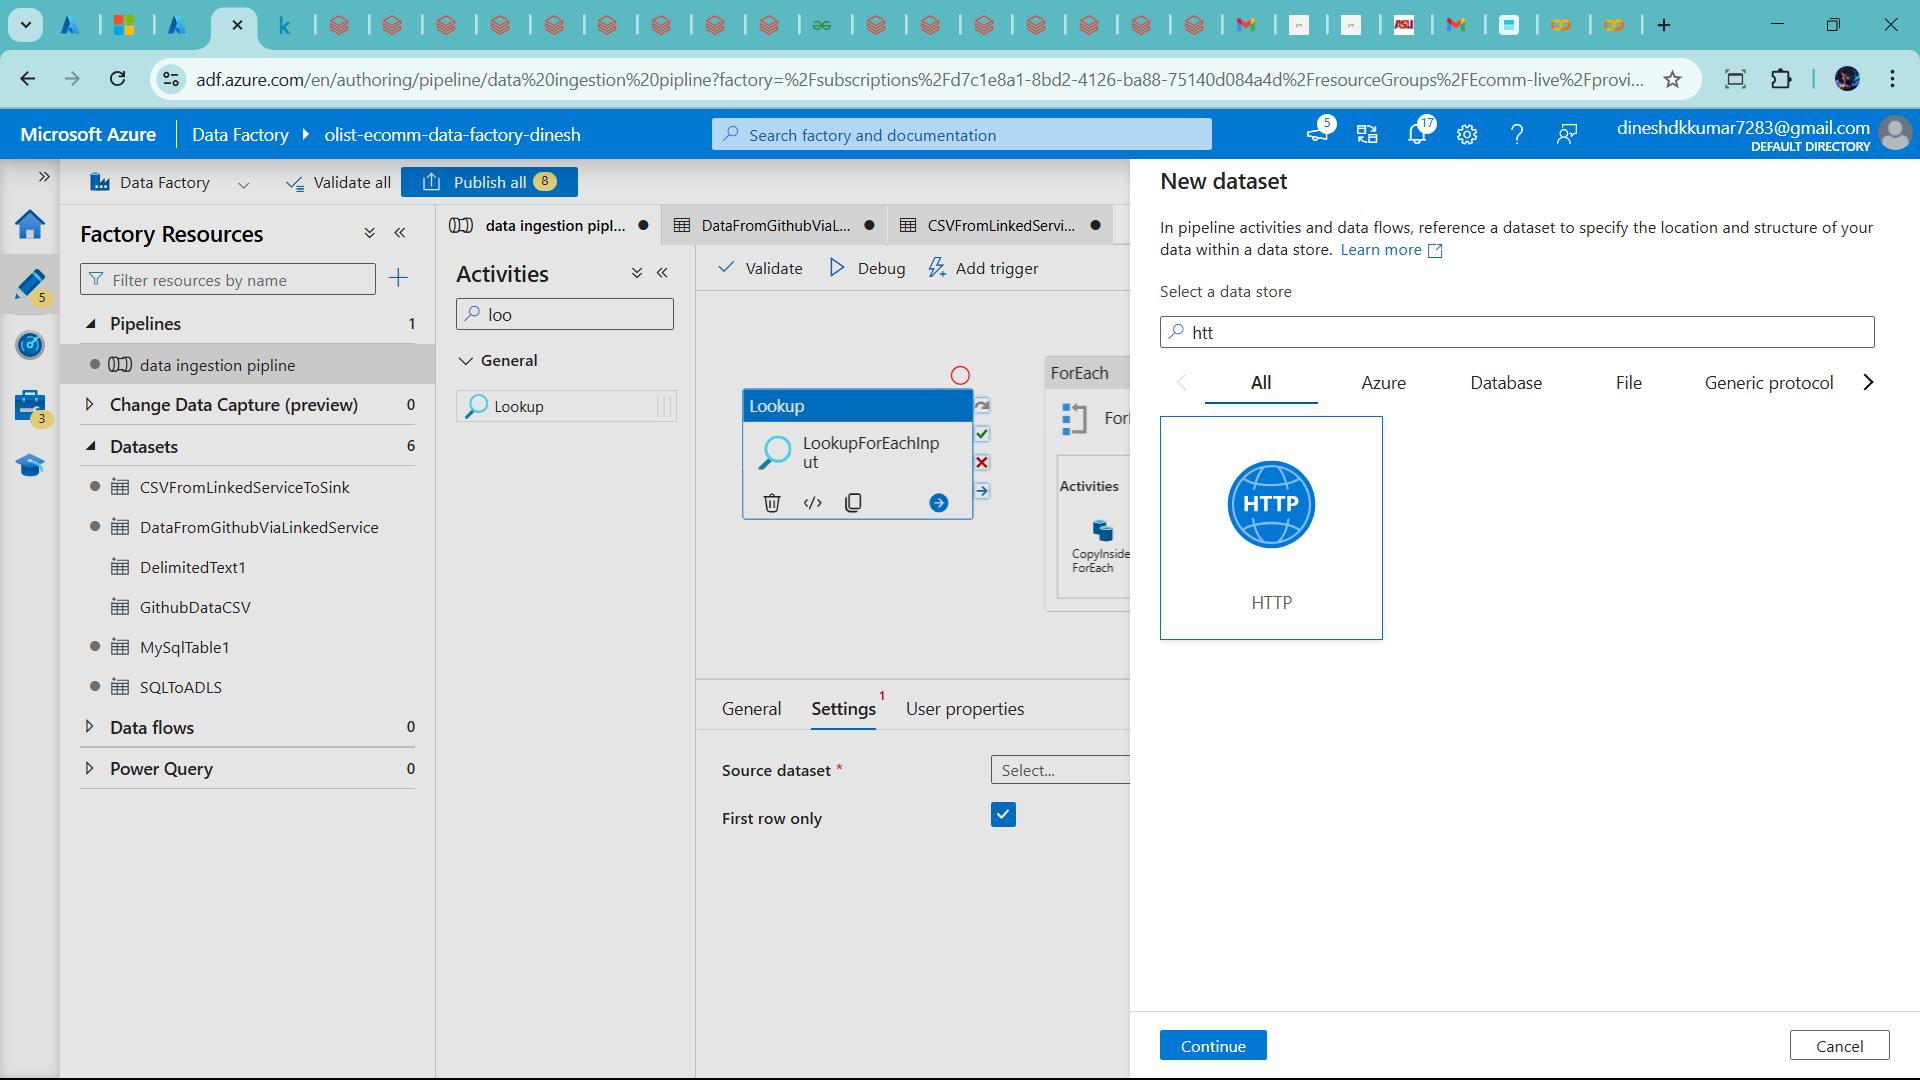 adf.azure.com/en/authoring/pipeline/data%20ingestion%20pipline?factory=%2Fsubscriptions%2Fd7c1e8a1-8bd2-4126-ba88-75140d084a4d%2FresourceGroups%2FEcomm-live%2Fprovi...
Microsoft Azure
Data Factory
olist-ecomm-data-factory-dinesh
Search factory and documentation
5
17
dineshdkkumar7283@gmail.com
DEFAULT DIRECTORY
Data Factory
Validate all
Publish all
8
Factory Resources
Filter resources by name
5
3
Pipelines
1
data ingestion pipline
Change Data Capture (preview)
0
Datasets
6
CSVFromLinkedServiceToSink
DataFromGithubViaLinkedService
DelimitedText1
GithubDataCSV
MySqlTable1
SQLToADLS
Data flows
0
Power Query
0
data ingestion pipl...
DataFromGithubViaL...
CSVFromLinkedServi...
Activities
loo
General
Lookup
Validate
Debug
Add trigger
Lookup
LookupForEachInp
ut
ForEach
For
Activities
CopyInside
ForEach
General
Settings
1
User properties
Source dataset *
Select...
First row only
New dataset
In pipeline activities and data flows, reference a dataset to specify the location and structure of your
data within a data store. Learn more
Select a data store
htt
All
Azure
Database
File
Generic protocol
HTTP
HTTP
Continue
Cancel